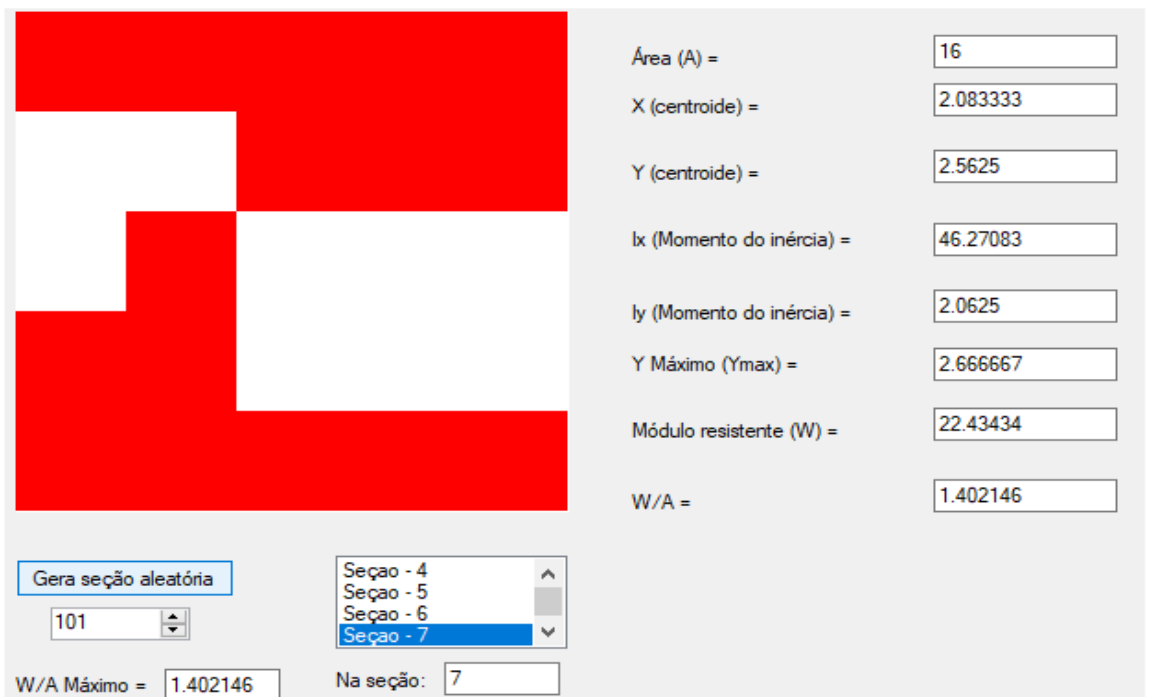 Área (A) = 16
X (centroide) = 2.083333
Y (centroide) = 2.5625
Ix (Momento do inércia) = 46.27083
Iy (Momento do inércia) = 2.0625
Y Máximo (Ymax) = 2.666667
Módulo resistente (W) = 22.43434
W/A = 1.402146
Gera seção aleatória
101
Seçao - 4
Seçao - 5
Seçao - 6
Seçao - 7
W/A Máximo = 1.402146
Na seção: 7